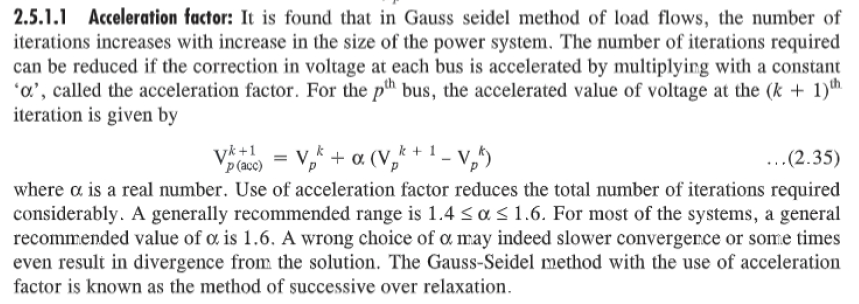 2.5.1.1 Acceleration factor: It is found that in Gauss seidel method of load flows, the number of
iterations increases with increase in the size of the power system. The number of iterations required
can be reduced if the correction in voltage at each bus is accelerated by multiplying with a constant
‘α’, called the acceleration factor. For the pᵗʰ bus, the accelerated value of voltage at the (k + 1)ᵗʰ
iteration is given by
V_{p(acc)}^{k+1} = V_p^k + α (V_p^{k+1} – V_p^k) ...(2.35)
where α is a real number. Use of acceleration factor reduces the total number of iterations required
considerably. A generally recommended range is 1.4 ≤ α ≤ 1.6. For most of the systems, a general
recommended value of α is 1.6. A wrong choice of α may indeed slower convergence or some times
even result in divergence from the solution. The Gauss-Seidel method with the use of acceleration
factor is known as the method of successive over relaxation.